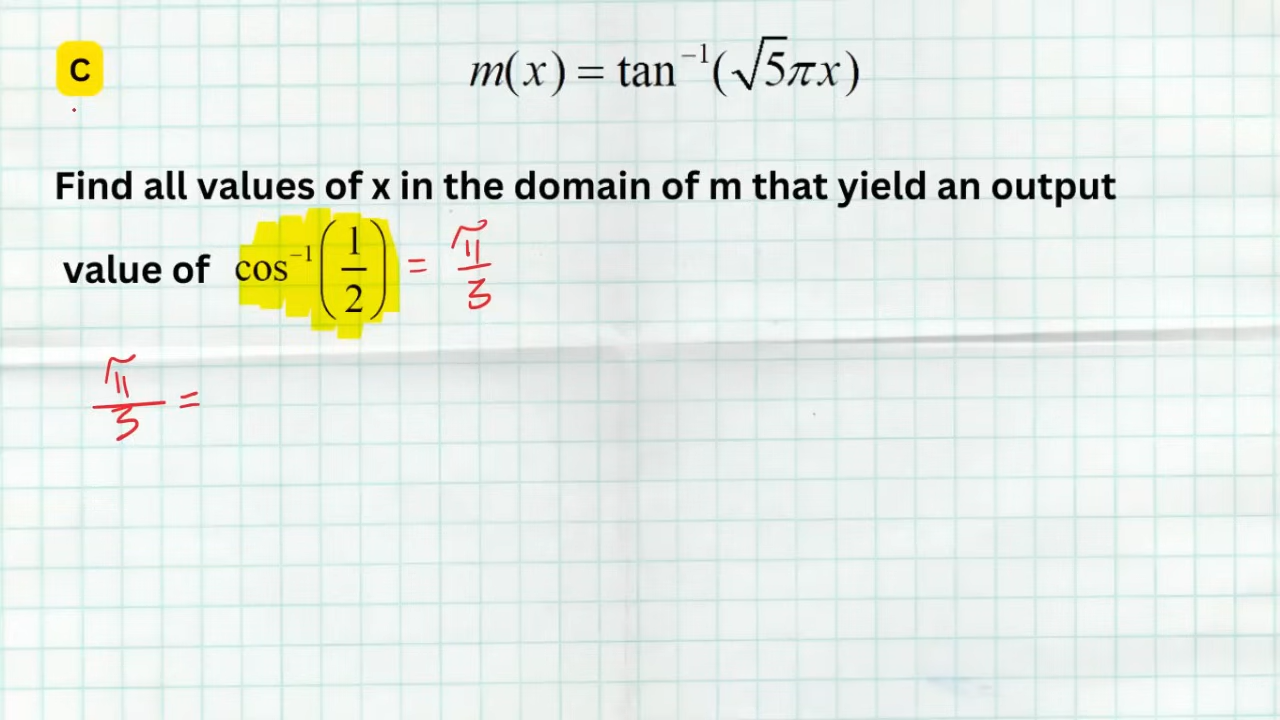 C
m(x) = tan⁻¹(√5πx)
Find all values of x in the domain of m that yield an output
value of cos⁻¹(1/2) = π/3
π/3 =